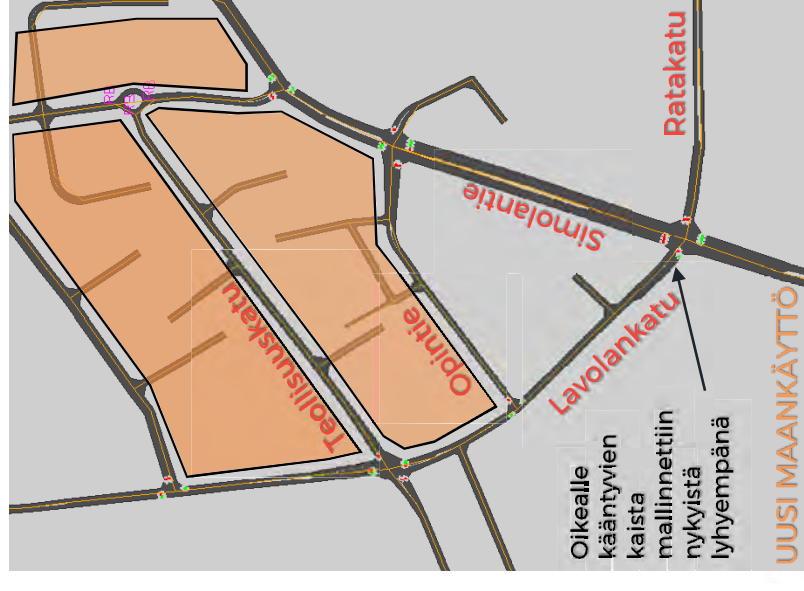 Ratakatu
Simolantie
Lavolankatu
Opintie
Teollisuuskatu
Oikealle
kääntyvien
kaista
mallinnettiin
nykyistä
lyhyempänä
UUSI MAANKÄYTTÖ